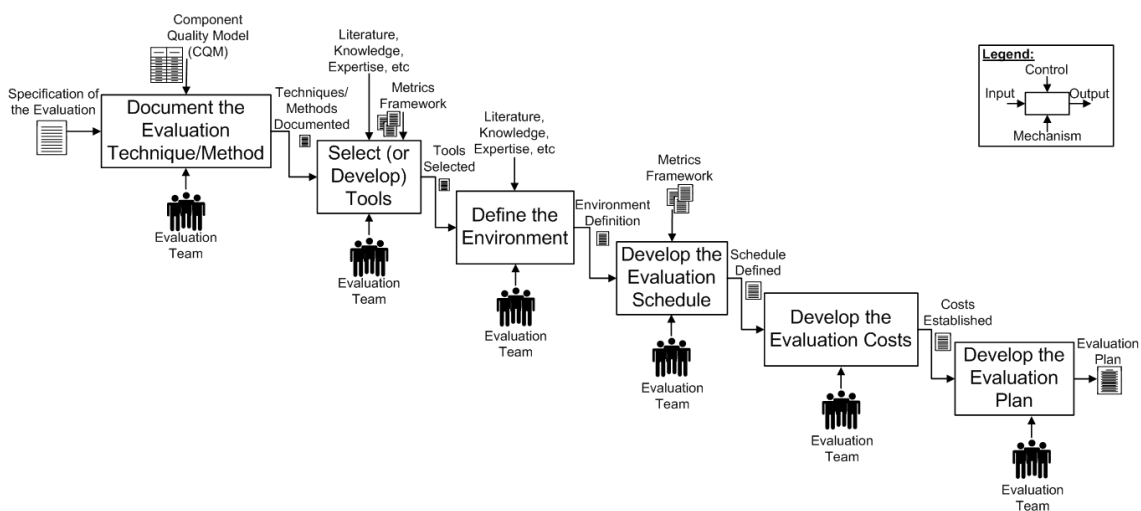 Component
Quality Model
(CQM)
Specification of
the Evaluation
Document the
Evaluation
Technique/Method
Evaluation
Team
Techniques/
Methods
Documented
Literature,
Knowledge,
Expertise, etc
Metrics
Framework
Select (or
Develop)
Tools
Evaluation
Team
Tools
Selected
Literature,
Knowledge,
Expertise, etc
Define the
Environment
Evaluation
Team
Environment
Definition
Metrics
Framework
Develop the
Evaluation
Schedule
Evaluation
Team
Schedule
Defined
Develop the
Evaluation Costs
Evaluation
Team
Costs
Established
Develop the
Evaluation
Plan
Evaluation
Team
Evaluation
Plan
Legend:
Control
Input
Output
Mechanism